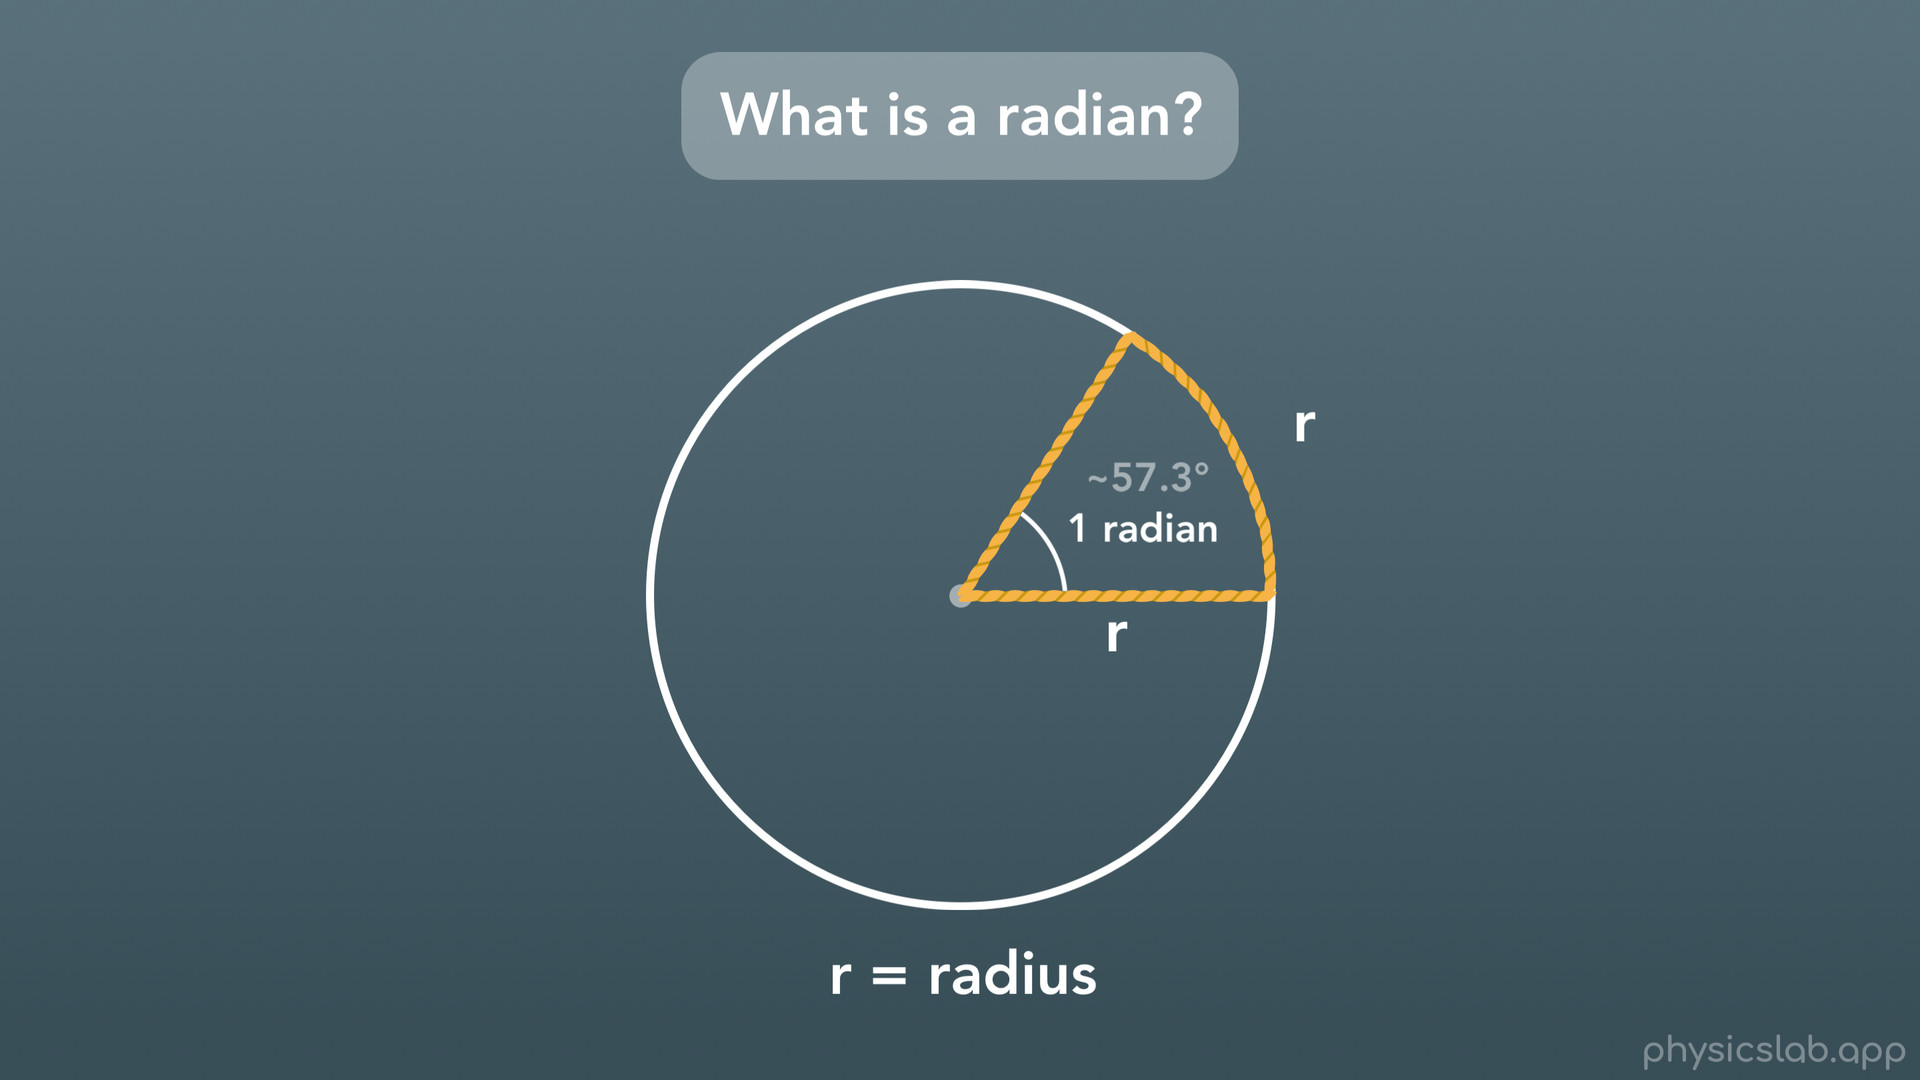 What is a radian?
r
~57.3°
1 radian
r
r = radius
physicslab.app